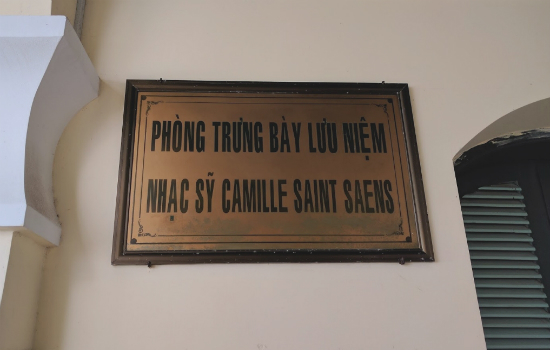 PHÒNG TRƯNG BÀY LƯU NIỆM
NHẠC SỸ CAMILLE SAINT SAENS